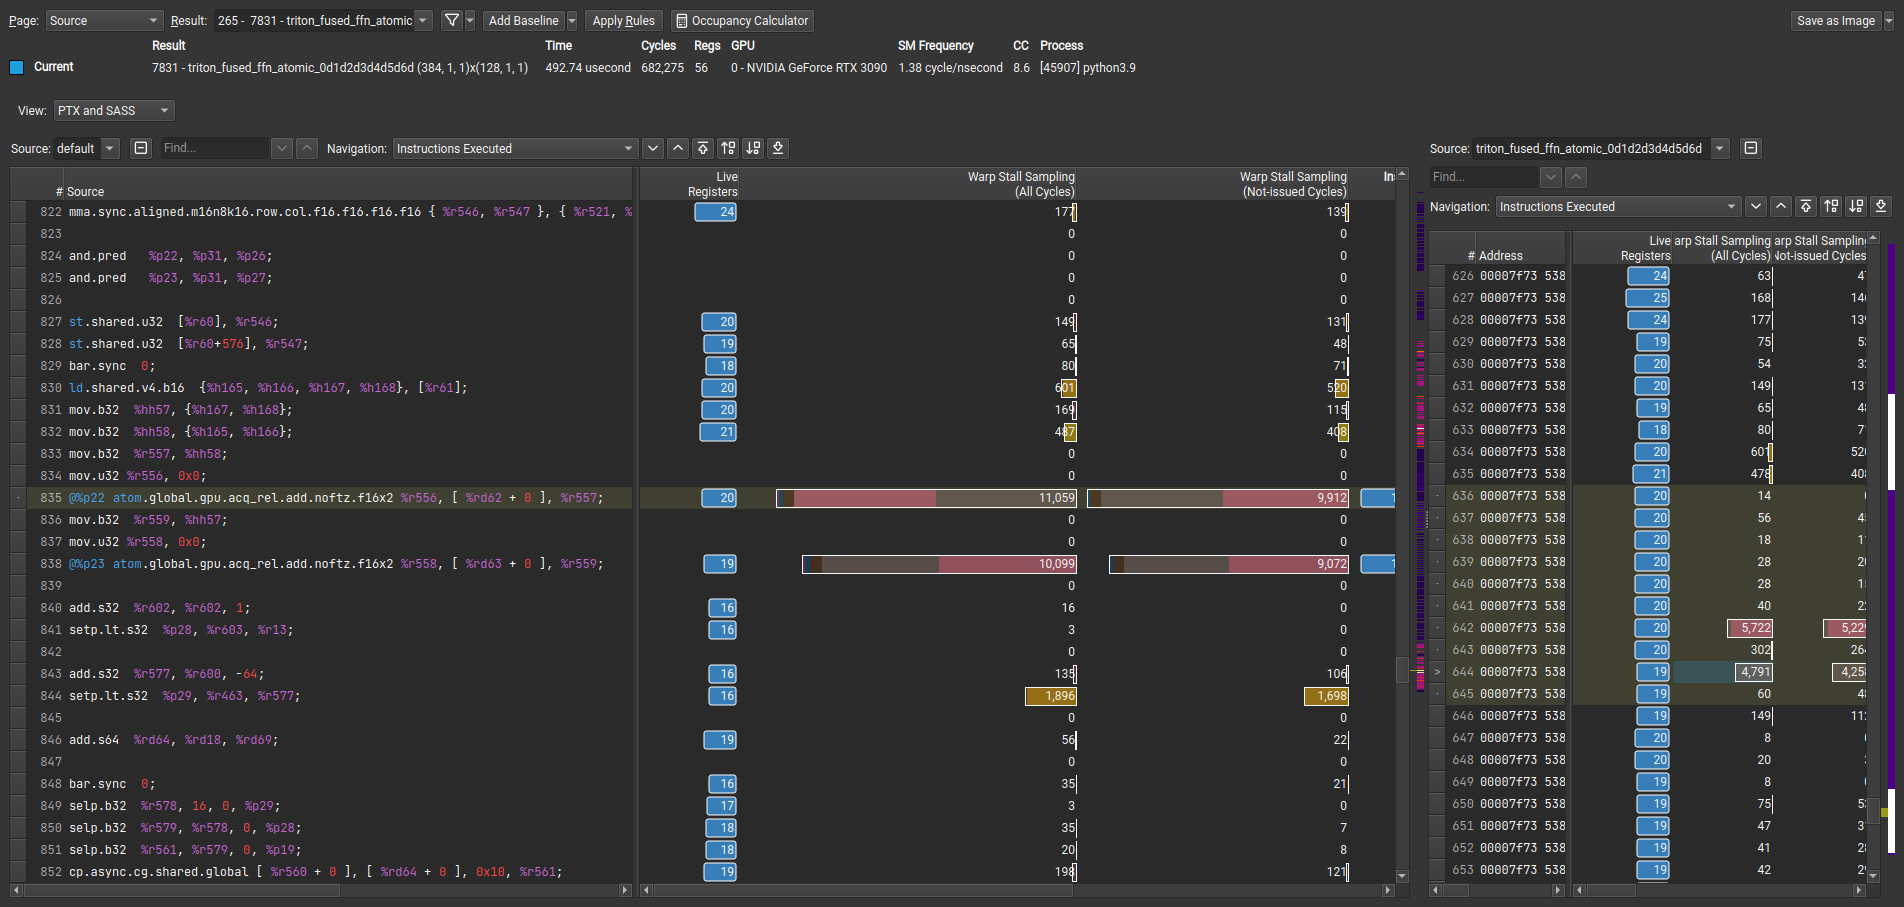 Page: Source Result: 265 - 7831 - triton_fused_ffn_atomic Add Baseline Apply Rules Occupancy Calculator Save as Image
Result Time Cycles Regs GPU SM Frequency CC Process
Current 7831 - triton_fused_ffn_atomic_0d1d2d3d4d5d6d (384, 1, 1)x(128, 1, 1) 492.74 usecond 682,275 56 0 - NVIDIA GeForce RTX 3090 1.38 cycle/nsecond 8.6 [45907] python3.9
View: PTX and SASS
Source: default Find... Navigation: Instructions Executed
# Source Live Registers Warp Stall Sampling (All Cycles) Warp Stall Sampling (Not-issued Cycles) In
822 mma.sync.aligned.m16n8k16.row.col.f16.f16.f16.f16 { %r546, %r547 }, { %r521, % 24 177 139
823 0 0
824 and.pred %p22, %p31, %p26; 0 0
825 and.pred %p23, %p31, %p27; 0 0
826 0 0
827 st.shared.u32 [%r60], %r546; 20 149 131
828 st.shared.u32 [%r60+576], %r547; 19 65 48
829 bar.sync 0; 18 80 71
830 ld.shared.v4.b16 {%h165, %h166, %h167, %h168}, [%r61]; 20 601 520
831 mov.b32 %hh57, {%h167, %h168}; 20 169 115
832 mov.b32 %hh58, {%h165, %h166}; 21 487 408
833 mov.b32 %r557, %hh58; 0 0
834 mov.u32 %r556, 0x0; 0 0
835 @%p22 atom.global.gpu.acq_rel.add.noftz.f16x2 %r556, [ %rd62 + 0 ], %r557; 20 11,059 9,912 1
836 mov.b32 %r559, %hh57; 0 0
837 mov.u32 %r558, 0x0; 0 0
838 @%p23 atom.global.gpu.acq_rel.add.noftz.f16x2 %r558, [ %rd63 + 0 ], %r559; 19 10,099 9,072 1
839 0 0
840 add.s32 %r602, %r602, 1; 16 16 0
841 setp.lt.s32 %p28, %r603, %r13; 16 3 0
842 0 0
843 add.s32 %r577, %r600, -64; 16 135 106
844 setp.lt.s32 %p29, %r463, %r577; 16 1,896 1,698
845 0 0
846 add.s64 %rd64, %rd18, %rd69; 19 56 22
847 0 0
848 bar.sync 0; 16 35 21
849 selp.b32 %r578, 16, 0, %p29; 17 3 0
850 selp.b32 %r579, %r578, 0, %p28; 18 35 7
851 selp.b32 %r561, %r579, 0, %p19; 18 20 8
852 cp.async.cg.shared.global [ %r560 + 0 ], [ %rd64 + 0 ], 0x10, %r561; 19 198 121
Source: triton_fused_ffn_atomic_0d1d2d3d4d5d6d
Find...
Navigation: Instructions Executed
# Address Live Registers arp Stall Sampling (All Cycles) arp Stall Sampling Not-issued Cycles
626 00007f73 538 24 63 4
627 00007f73 538 25 168 14
628 00007f73 538 24 177 13
629 00007f73 538 19 75 5
630 00007f73 538 20 54 3
631 00007f73 538 20 149 13
632 00007f73 538 19 65 4
633 00007f73 538 18 80 7
634 00007f73 538 20 601 52
635 00007f73 538 21 478 40
636 00007f73 538 20 14
637 00007f73 538 20 56 4
638 00007f73 538 20 18 1
639 00007f73 538 20 28 2
640 00007f73 538 20 28 1
641 00007f73 538 20 40 2
642 00007f73 538 20 5,722 5,22
643 00007f73 538 20 302 26
> 644 00007f73 538 19 4,791 4,25
645 00007f73 538 19 60 4
646 00007f73 538 19 149 11
647 00007f73 538 20 8
648 00007f73 538 20 20
649 00007f73 538 19 8
650 00007f73 538 19 75 5
651 00007f73 538 19 47 3
652 00007f73 538 19 41 2
653 00007f73 538 19 42 2